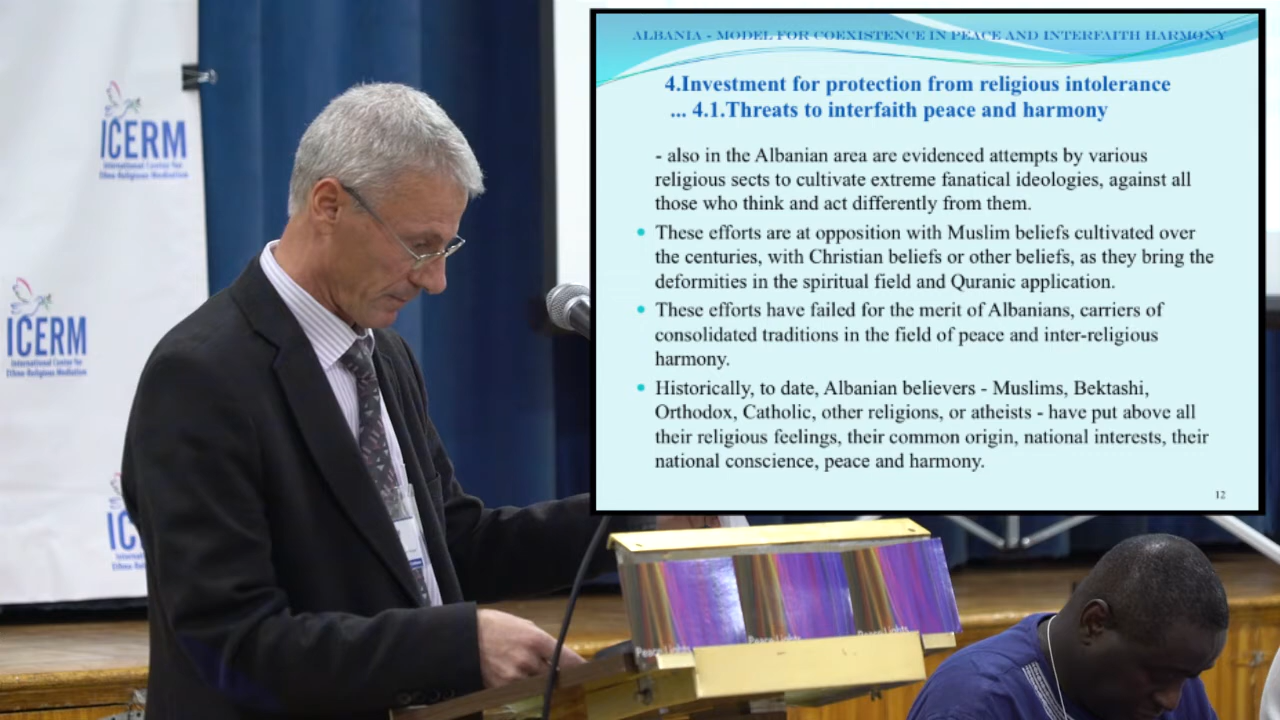 ICERM
International Center for
Ethno-Religious Mediation
ICERM
International Center for
Ethno-Religious Mediation
IC
ALBANIA - MODEL FOR COEXISTENCE IN PEACE AND INTERFAITH HARMONY
4.Investment for protection from religious intolerance
... 4.1.Threats to interfaith peace and harmony
- also in the Albanian area are evidenced attempts by various
religious sects to cultivate extreme fanatical ideologies, against all
those who think and act differently from them.
• These efforts are at opposition with Muslim beliefs cultivated over
the centuries, with Christian beliefs or other beliefs, as they bring the
deformities in the spiritual field and Quranic application.
• These efforts have failed for the merit of Albanians, carriers of
consolidated traditions in the field of peace and inter-religious
harmony.
• Historically, to date, Albanian believers - Muslims, Bektashi,
Orthodox, Catholic, other religions, or atheists - have put above all
their religious feelings, their common origin, national interests, their
national conscience, peace and harmony.
12
Peace Lights
Peace Lights
Peace Lights